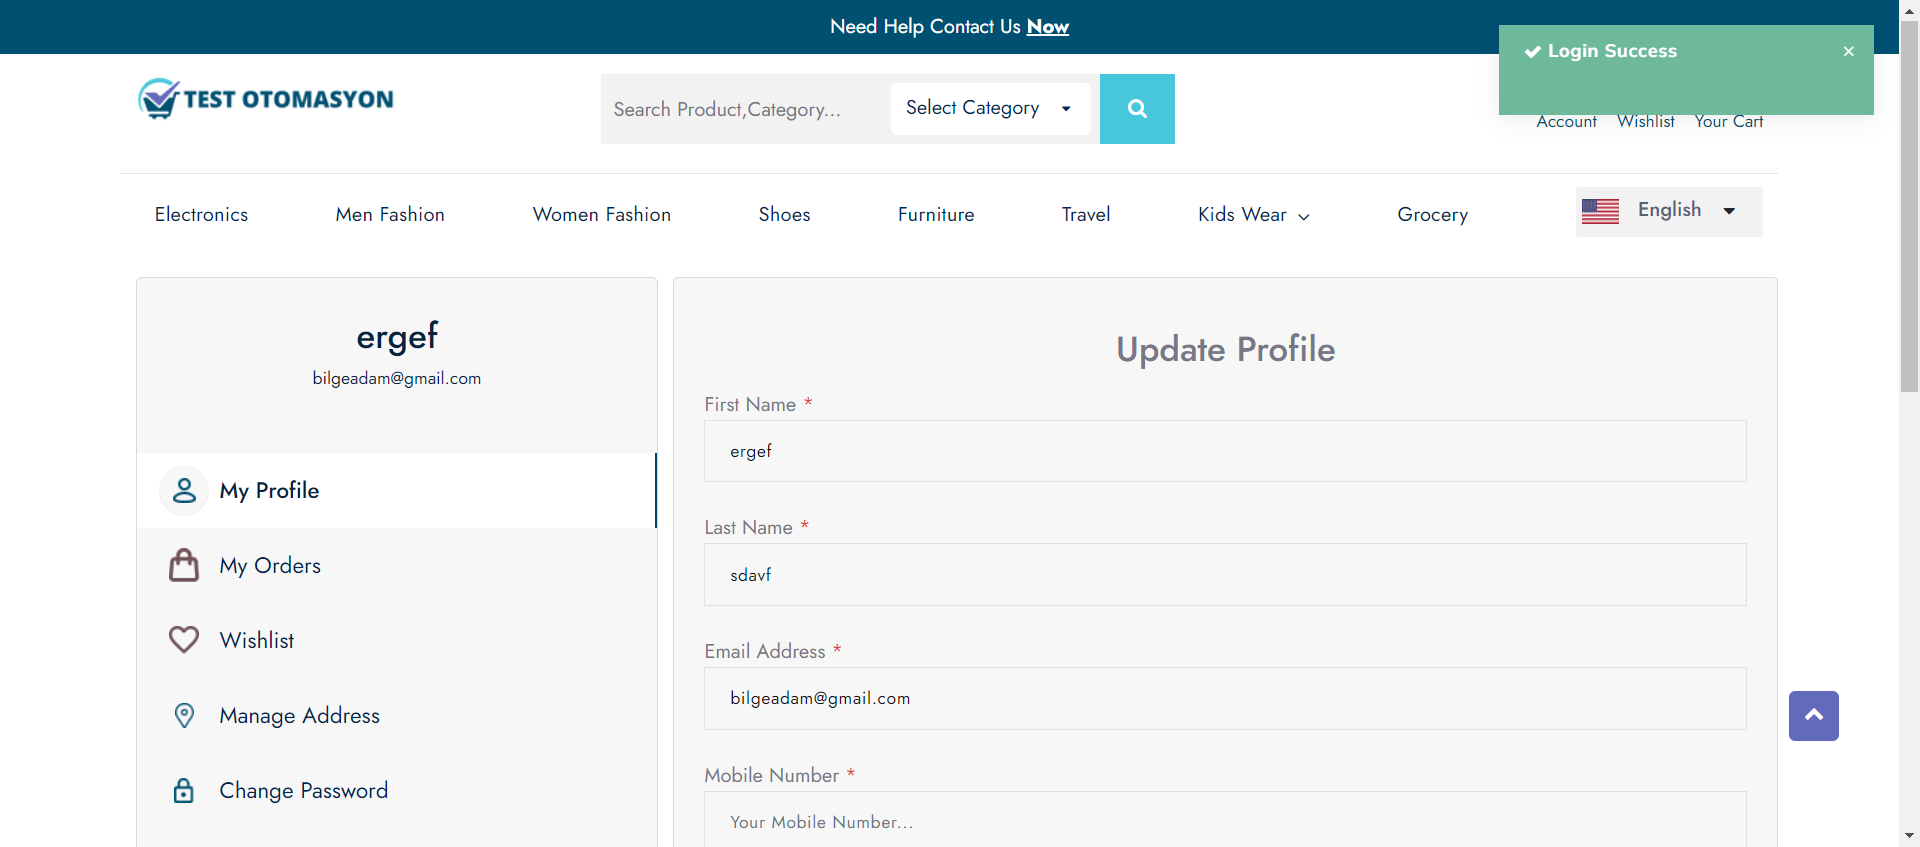 Need Help Contact Us Now
Login Success ×
TEST OTOMASYON
Search Product,Category...
Select Category
Account Wishlist Your Cart
Electronics Men Fashion Women Fashion Shoes Furniture Travel Kids Wear Grocery
English
ergef
bilgeadam@gmail.com
My Profile
My Orders
Wishlist
Manage Address
Change Password
Update Profile
First Name *
ergef
Last Name *
sdavf
Email Address *
bilgeadam@gmail.com
Mobile Number *
Your Mobile Number...